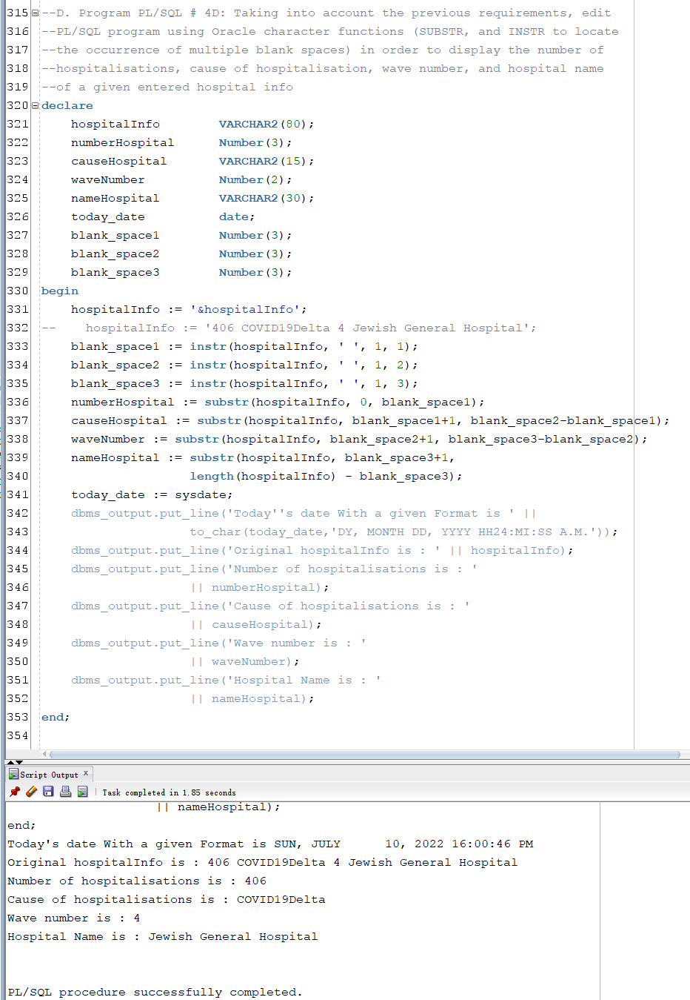 315 --D. Program PL/SQL # 4D: Taking into account the previous requirements, edit
316 --PL/SQL program using Oracle character functions (SUBSTR, and INSTR to locate
317 --the occurrence of multiple blank spaces) in order to display the number of
318 --hospitalisations, cause of hospitalisation, wave number, and hospital name
319 --of a given entered hospital info
320 declare
321     hospitalInfo        VARCHAR2(80);
322     numberHospital      Number(3);
323     causeHospital       VARCHAR2(15);
324     waveNumber          Number(2);
325     nameHospital        VARCHAR2(30);
326     today_date          date;
327     blank_space1        Number(3);
328     blank_space2        Number(3);
329     blank_space3        Number(3);
330 begin
331     hospitalInfo := '&hospitalInfo';
332 --    hospitalInfo := '406 COVID19Delta 4 Jewish General Hospital';
333     blank_space1 := instr(hospitalInfo, ' ', 1, 1);
334     blank_space2 := instr(hospitalInfo, ' ', 1, 2);
335     blank_space3 := instr(hospitalInfo, ' ', 1, 3);
336     numberHospital := substr(hospitalInfo, 0, blank_space1);
337     causeHospital := substr(hospitalInfo, blank_space1+1, blank_space2-blank_space1);
338     waveNumber := substr(hospitalInfo, blank_space2+1, blank_space3-blank_space2);
339     nameHospital := substr(hospitalInfo, blank_space3+1,
340                     length(hospitalInfo) - blank_space3);
341     today_date := sysdate;
342     dbms_output.put_line('Today''s date With a given Format is ' ||
343                     to_char(today_date,'DY, MONTH DD, YYYY HH24:MI:SS A.M.'));
344     dbms_output.put_line('Original hospitalInfo is : ' || hospitalInfo);
345     dbms_output.put_line('Number of hospitalisations is : '
346                     || numberHospital);
347     dbms_output.put_line('Cause of hospitalisations is : '
348                     || causeHospital);
349     dbms_output.put_line('Wave number is : '
350                     || waveNumber);
351     dbms_output.put_line('Hospital Name is : '
352                     || nameHospital);
353 end;
354
Script Output x
Task completed in 1.85 seconds
                    || nameHospital);
end;
Today's date With a given Format is SUN, JULY      10, 2022 16:00:46 PM
Original hospitalInfo is : 406 COVID19Delta 4 Jewish General Hospital
Number of hospitalisations is : 406
Cause of hospitalisations is : COVID19Delta
Wave number is : 4
Hospital Name is : Jewish General Hospital
PL/SQL procedure successfully completed.